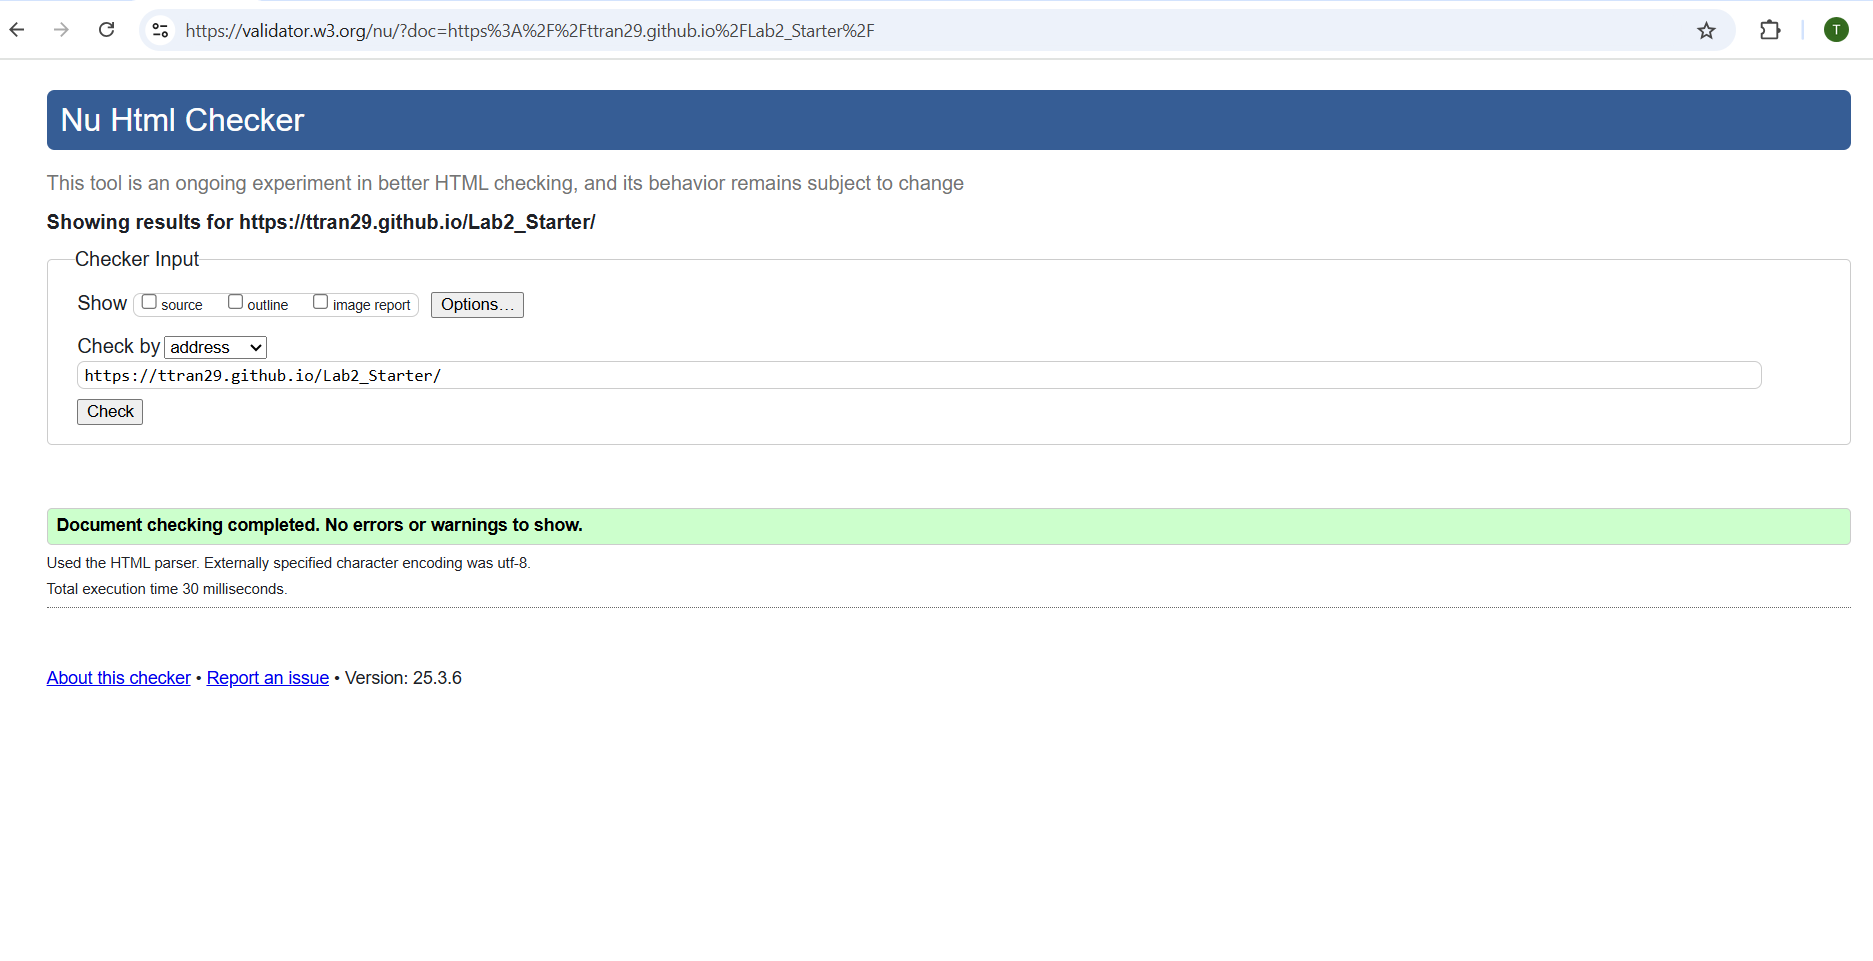 https://validator.w3.org/nu/?doc=https%3A%2F%2Fttran29.github.io%2FLab2_Starter%2F
T
Nu Html Checker
This tool is an ongoing experiment in better HTML checking, and its behavior remains subject to change
Showing results for https://ttran29.github.io/Lab2_Starter/
Checker Input
Show source outline image report Options...
Check by address
https://ttran29.github.io/Lab2_Starter/
Check
Document checking completed. No errors or warnings to show.
Used the HTML parser. Externally specified character encoding was utf-8.
Total execution time 30 milliseconds.
About this checker • Report an issue • Version: 25.3.6